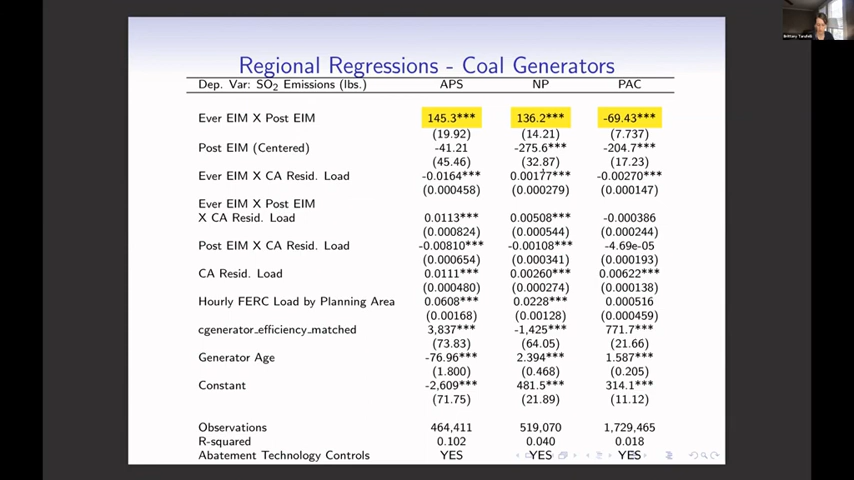 Regional Regressions - Coal Generators
Dep. Var: SO2 Emissions (lbs.) APS NP PAC
Ever EIM X Post EIM 145.3*** 136.2*** -69.43***
(19.92) (14.21) (7.737)
Post EIM (Centered) -41.21 -275.6*** -204.7***
(45.46) (32.87) (17.23)
Ever EIM X CA Resid. Load -0.0164*** 0.00177*** -0.00270***
(0.000458) (0.000279) (0.000147)
Ever EIM X Post EIM
X CA Resid. Load 0.0113*** 0.00508*** -0.000386
(0.000824) (0.000544) (0.000244)
Post EIM X CA Resid. Load -0.00810*** -0.00108*** -4.69e-05
(0.000654) (0.000341) (0.000193)
CA Resid. Load 0.0111*** 0.00260*** 0.00622***
(0.000480) (0.000274) (0.000138)
Hourly FERC Load by Planning Area 0.0608*** 0.0228*** 0.000516
(0.00168) (0.00128) (0.000459)
cgenerator_efficiency_matched 3,837*** -1,425*** 771.7***
(73.83) (64.05) (21.66)
Generator Age -76.96*** 2.394*** 1.587***
(1.800) (0.468) (0.205)
Constant -2,609*** 481.5*** 314.1***
(71.75) (21.89) (11.12)
Observations 464,411 519,070 1,729,465
R-squared 0.102 0.040 0.018
Abatement Technology Controls YES YES YES